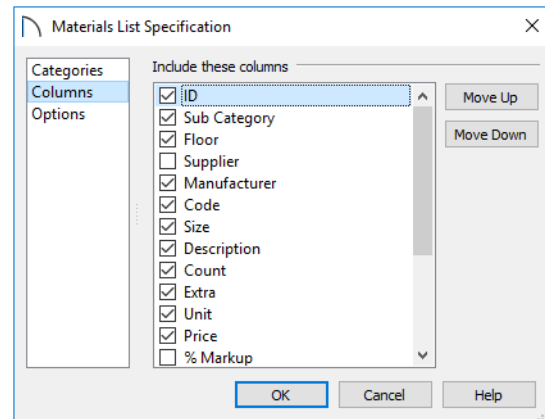 Materials List Specification
Categories
Columns
Options
Include these columns
ID
Sub Category
Floor
Supplier
Manufacturer
Code
Size
Description
Count
Extra
Unit
Price
% Markup
Move Up
Move Down
OK
Cancel
Help